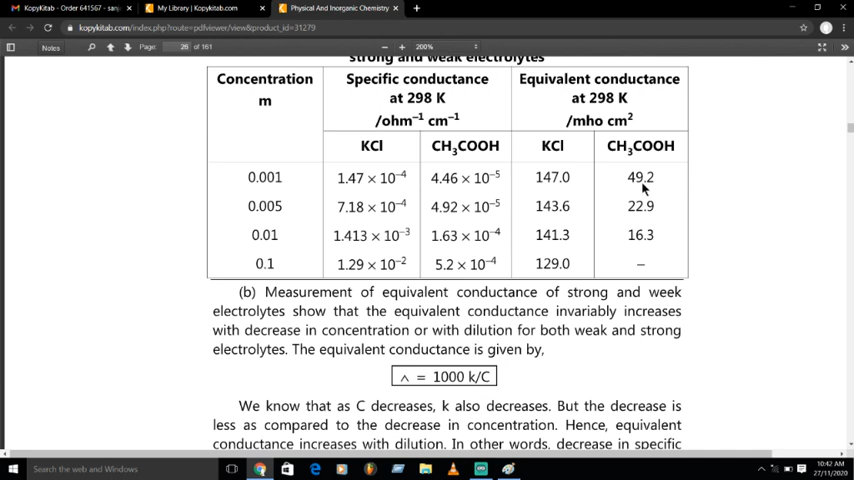 KopyKitab - Order 641567 - sanj
My Library | Kopykitab.com
Physical And Inorganic Chemistry
kopykitab.com/index.php?route=pdfviewer/view&product_id=31279
Notes
Page: 26 of 161
200%
strong and weak electrolytes
Concentration m
Specific conductance at 298 K /ohm⁻¹ cm⁻¹
Equivalent conductance at 298 K /mho cm²
KCl CH₃COOH KCl CH₃COOH
0.001 1.47 × 10⁻⁴ 4.46 × 10⁻⁵ 147.0 49.2
0.005 7.18 × 10⁻⁴ 4.92 × 10⁻⁵ 143.6 22.9
0.01 1.413 × 10⁻³ 1.63 × 10⁻⁴ 141.3 16.3
0.1 1.29 × 10⁻² 5.2 × 10⁻⁴ 129.0 –
(b) Measurement of equivalent conductance of strong and week
electrolytes show that the equivalent conductance invariably increases
with decrease in concentration or with dilution for both weak and strong
electrolytes. The equivalent conductance is given by,
^ = 1000 k/C
We know that as C decreases, k also decreases. But the decrease is
less as compared to the decrease in concentration. Hence, equivalent
conductance increases with dilution. In other words, decrease in specific
Search the web and Windows
10:42 AM
27/11/2020